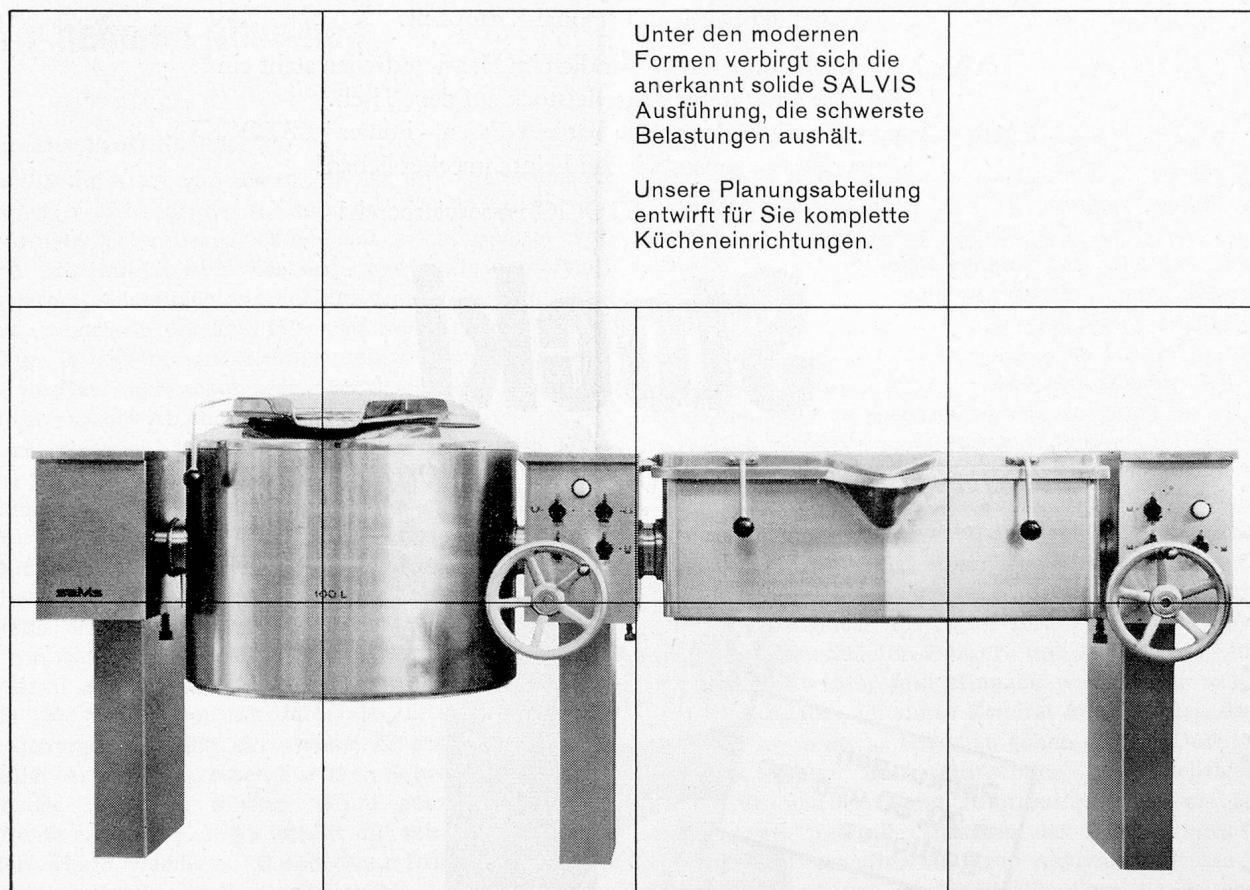 Unter den modernen
Formen verbirgt sich die
anerkannt solide SALVIS
Ausführung, die schwerste
Belastungen aushält.
Unsere Planungsabteilung
entwirft für Sie komplette
Kücheneinrichtungen.
salvis
100 L